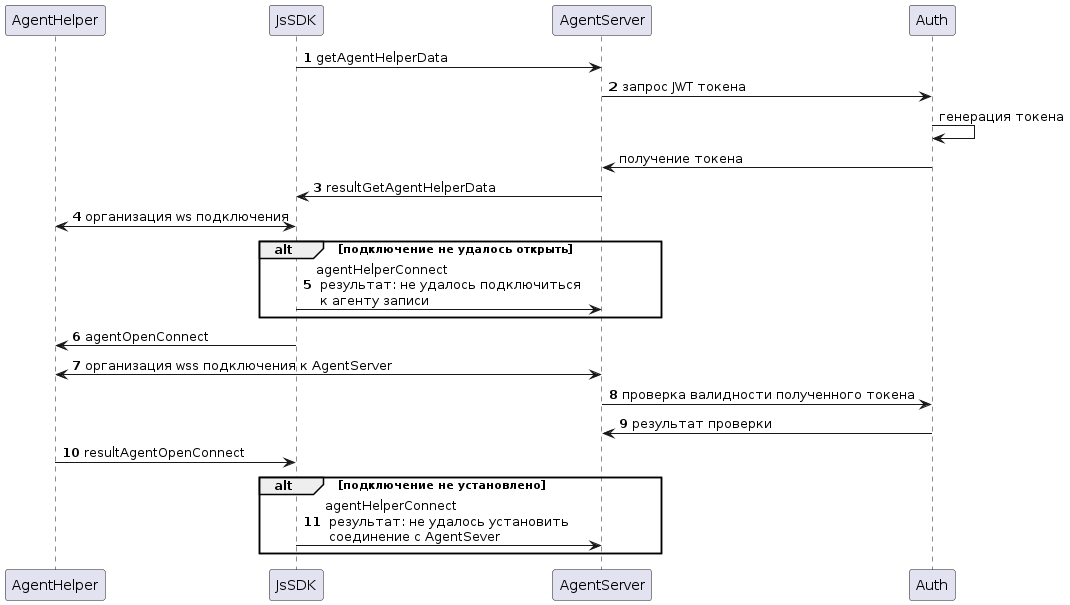 AgentHelper JsSDK AgentServer Auth
1 getAgentHelperData
2 запрос JWT токена
генерация токена
получение токена
3 resultGetAgentHelperData
4 организация ws подключения
alt [подключение не удалось открыть]
agentHelperConnect
5 результат: не удалось подключиться
к агенту записи
6 agentOpenConnect
7 организация wss подключения к AgentServer
8 проверка валидности полученного токена
9 результат проверки
10 resultAgentOpenConnect
alt [подключение не установлено]
agentHelperConnect
11 результат: не удалось установить
соединение с AgentSever
AgentHelper JsSDK AgentServer Auth